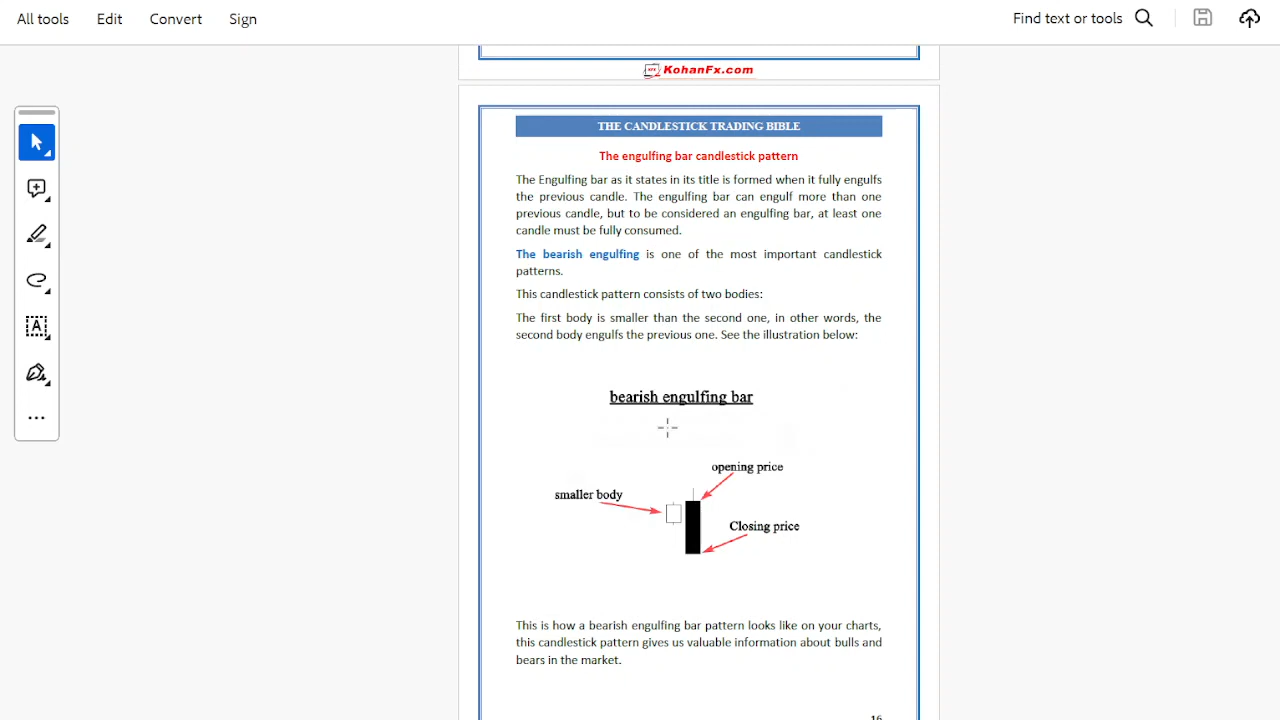 All tools Edit Convert Sign Find text or tools
KohanFx.com
THE CANDLESTICK TRADING BIBLE
The engulfing bar candlestick pattern
The Engulfing bar as it states in its title is formed when it fully engulfs
the previous candle. The engulfing bar can engulf more than one
previous candle, but to be considered an engulfing bar, at least one
candle must be fully consumed.
The bearish engulfing is one of the most important candlestick
patterns.
This candlestick pattern consists of two bodies:
The first body is smaller than the second one, in other words, the
second body engulfs the previous one. See the illustration below:
bearish engulfing bar
opening price
smaller body
Closing price
This is how a bearish engulfing bar pattern looks like on your charts,
this candlestick pattern gives us valuable information about bulls and
bears in the market.
16